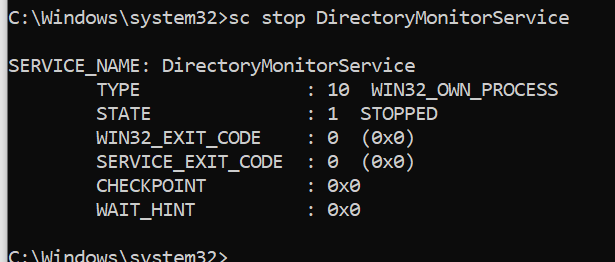 C:\Windows\system32>sc stop DirectoryMonitorService
SERVICE_NAME: DirectoryMonitorService
TYPE : 10 WIN32_OWN_PROCESS
STATE : 1 STOPPED
WIN32_EXIT_CODE : 0 (0x0)
SERVICE_EXIT_CODE : 0 (0x0)
CHECKPOINT : 0x0
WAIT_HINT : 0x0
C:\Windows\system32>